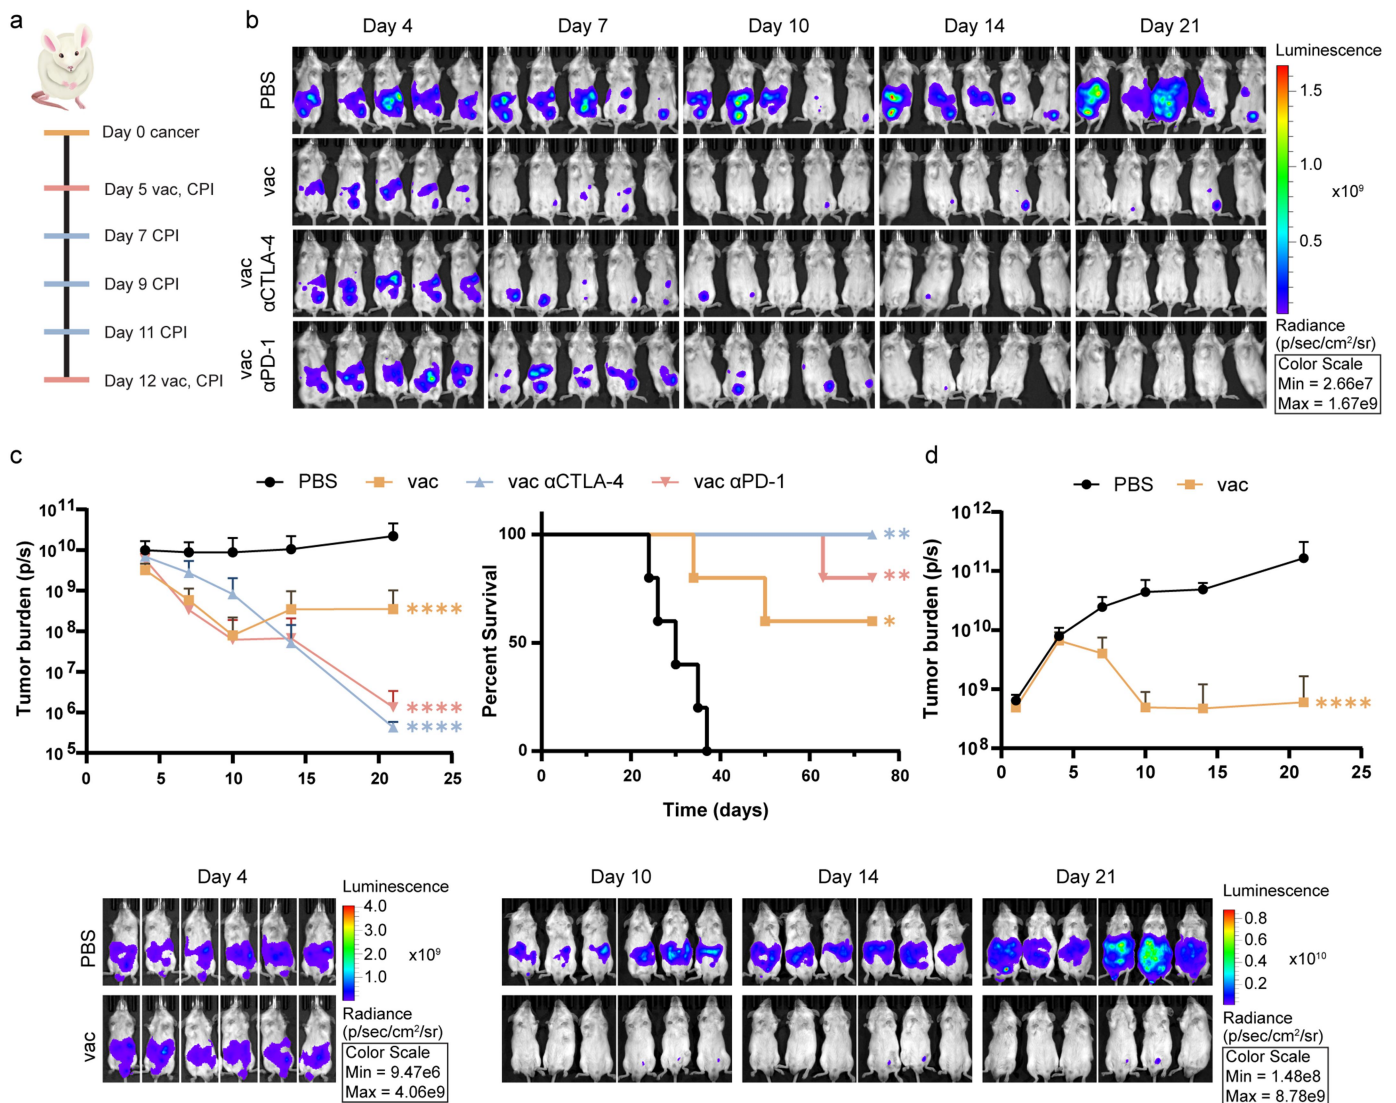 a
Day 0 cancer
Day 5 vac, CPI
Day 7 CPI
Day 9 CPI
Day 11 CPI
Day 12 vac, CPI
b
Day 4 Day 7 Day 10 Day 14 Day 21
PBS
vac
vac
αCTLA-4
vac
αPD-1
Luminescence
1.5
1.0
x10⁹
0.5
Radiance
(p/sec/cm²/sr)
Color Scale
Min = 2.66e7
Max = 1.67e9
c
PBS vac vac αCTLA-4 vac αPD-1
Tumor burden (p/s)
10¹¹
10¹⁰
10⁹
10⁸
10⁷
10⁶
10⁵
0 5 10 15 20 25
****
****
****
Percent Survival
100
50
0
0 20 40 60 80
**
**
*
Time (days)
d
PBS vac
Tumor burden (p/s)
10¹²
10¹¹
10¹⁰
10⁹
10⁸
0 5 10 15 20 25
****
Day 4
PBS
vac
Luminescence
4.0
3.0
2.0
1.0
x10⁹
Radiance
(p/sec/cm²/sr)
Color Scale
Min = 9.47e6
Max = 4.06e9
Day 10 Day 14 Day 21
Luminescence
0.8
0.6
0.4
0.2
x10¹⁰
Radiance
(p/sec/cm²/sr)
Color Scale
Min = 1.48e8
Max = 8.78e9